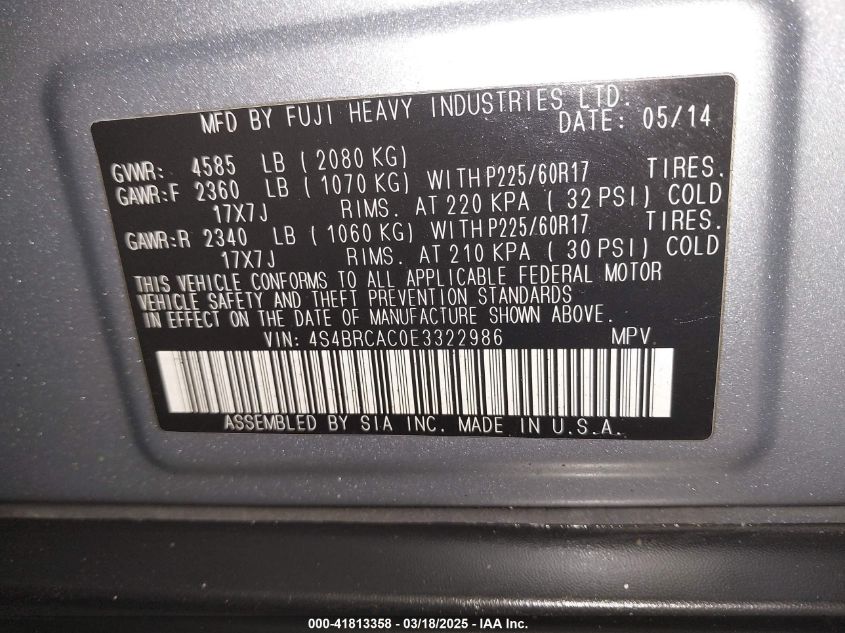 MFD BY FUJI HEAVY INDUSTRIES LTD.
DATE: 05/14
GVWR: 4585 LB ( 2080 KG)
GAWR:F 2360 LB ( 1070 KG) WITH P225/60R17 TIRES.
17X7J RIMS. AT 220 KPA ( 32 PSI) COLD
GAWR:R 2340 LB ( 1060 KG) WITH P225/60R17 TIRES.
17X7J RIMS. AT 210 KPA ( 30 PSI) COLD
THIS VEHICLE CONFORMS TO ALL APPLICABLE FEDERAL MOTOR
VEHICLE SAFETY AND THEFT PREVENTION STANDARDS
IN EFFECT ON THE DATE OF MANUFACTURE SHOWN ABOVE.
VIN: 4S4BRCAC0E3322986 MPV
ASSEMBLED BY SIA INC. MADE IN U.S.A.
000-41813358 - 03/18/2025 - IAA Inc.